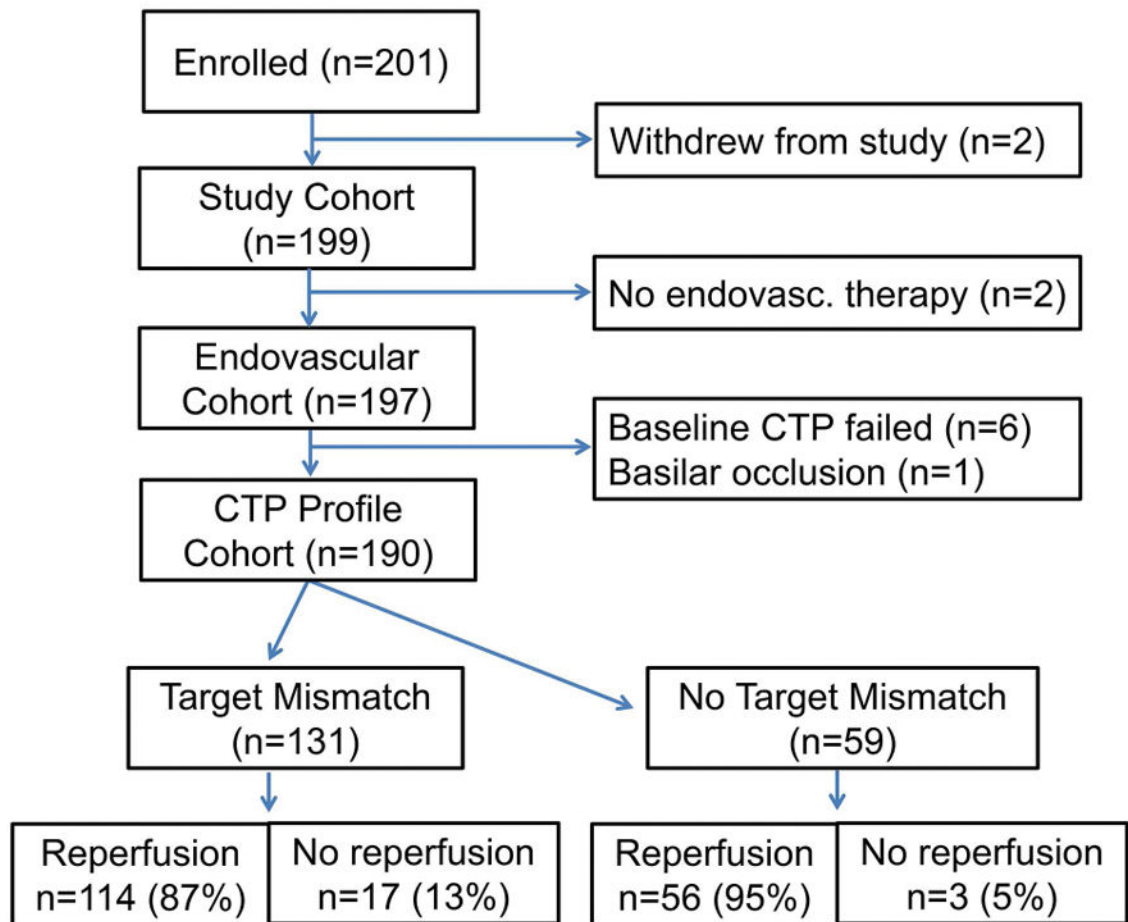 Enrolled (n=201)
Withdrew from study (n=2)
Study Cohort
(n=199)
No endovasc. therapy (n=2)
Endovascular
Cohort (n=197)
Baseline CTP failed (n=6)
Basilar occlusion (n=1)
CTP Profile
Cohort (n=190)
Target Mismatch
(n=131)
No Target Mismatch
(n=59)
Reperfusion
n=114 (87%)
No reperfusion
n=17 (13%)
Reperfusion
n=56 (95%)
No reperfusion
n=3 (5%)